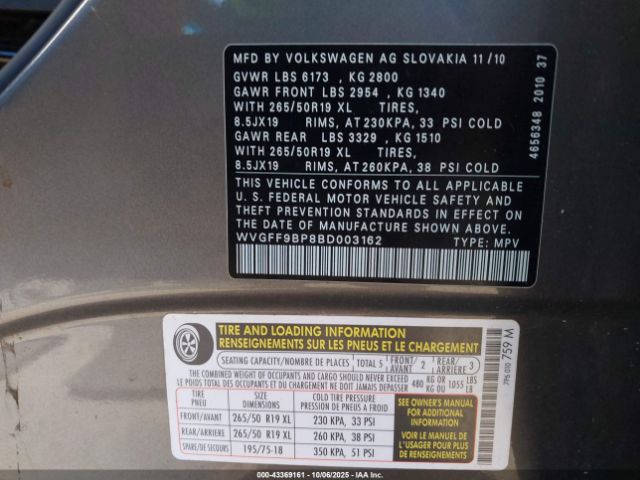 MFD BY VOLKSWAGEN AG SLOVAKIA 11/10
GVWR LBS 6173 , KG 2800
GAWR FRONT LBS 2954 , KG 1340
WITH 265/50R19 XL TIRES,
8.5JX19 RIMS, AT 230KPA, 33 PSI COLD
GAWR REAR LBS 3329 , KG 1510
WITH 265/50R19 XL TIRES,
8.5JX19 RIMS, AT 260KPA, 38 PSI COLD
THIS VEHICLE CONFORMS TO ALL APPLICABLE
U. S. FEDERAL MOTOR VEHICLE SAFETY AND
THEFT PREVENTION STANDARDS IN EFFECT ON
THE DATE OF MANUFACTURE SHOWN ABOVE.
WVGFF9BP8BD003162 TYPE: MPV
4656348 2010 37
TIRE AND LOADING INFORMATION
RENSEIGNEMENTS SUR LES PNEUS ET LE CHARGEMENT
SEATING CAPACITY/NOMBRE DE PLACES TOTAL 5 FRONT/AVANT 2 REAR/ARRIÈRE 3
THE COMBINED WEIGHT OF OCCUPANTS AND CARGO SHOULD NEVER EXCEED
LE POIDS TOTAL DES OCCUPANTS ET DU CHARGEMENT NE DOIT JAMAIS DÉPASSER 480 KG OR 1055 LBS
KG OU LB
TIRE PNEU SIZE DIMENSIONS COLD TIRE PRESSURE PRESSION DE PNEUS A FROID
FRONT/AVANT 265/50 R19 XL 230 KPA, 33 PSI
REAR/ARRIERE 265/50 R19 XL 260 KPA, 38 PSI
SPARE/DE SECOURS 195/75-18 350 KPA, 51 PSI
SEE OWNER'S MANUAL
FOR ADDITIONAL
INFORMATION
VOIR LE MANUEL
DE L'USAGER
POUR PLUS DE
RENSEIGNEMENTS
7P6 010 759 M
000-43369161 - 10/06/2025 - IAAI.com